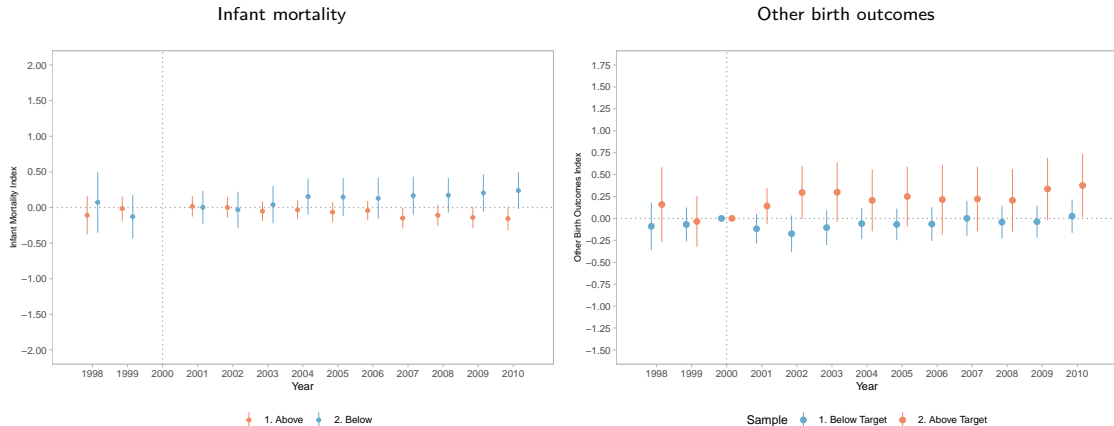 Infant mortality
Infant Mortality Index
2.00
1.50
1.00
0.50
0.00
−0.50
−1.00
−1.50
−2.00
1998 1999 2000 2001 2002 2003 2004 2005 2006 2007 2008 2009 2010
Year
1. Above 2. Below
Other birth outcomes
Other Birth Outcomes Index
1.75
1.50
1.25
1.00
0.75
0.50
0.25
0.00
−0.25
−0.50
−0.75
−1.00
−1.25
−1.50
1998 1999 2000 2001 2002 2003 2004 2005 2006 2007 2008 2009 2010
Year
Sample 1. Below Target 2. Above Target